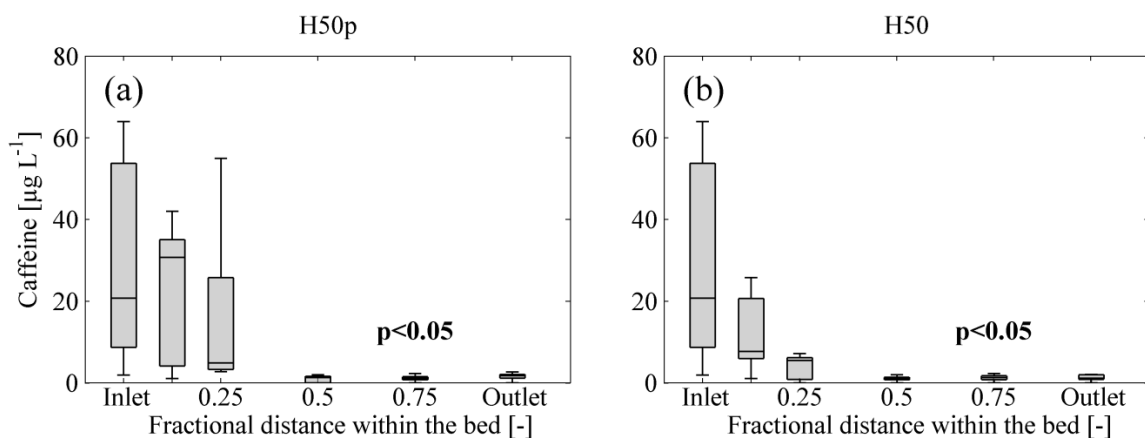 H50p
(a)
Caffeine [µg L⁻¹]
80
60
40
20
0
p<0.05
Inlet 0.25 0.5 0.75 Outlet
Fractional distance within the bed [-]
H50
(b)
80
60
40
20
0
p<0.05
Inlet 0.25 0.5 0.75 Outlet
Fractional distance within the bed [-]